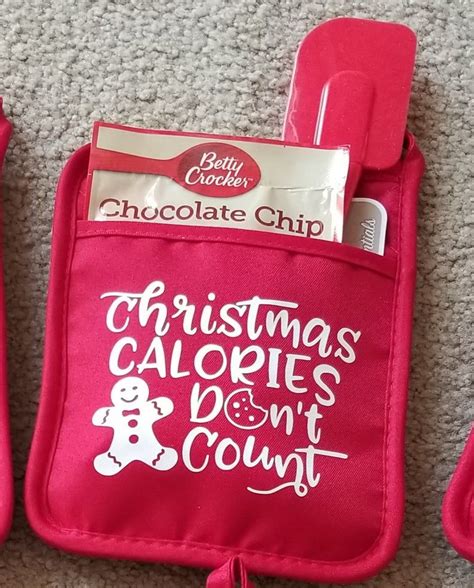 Betty
Crocker
Chocolate Chip
Christmas
CALORIES
Don't
Count